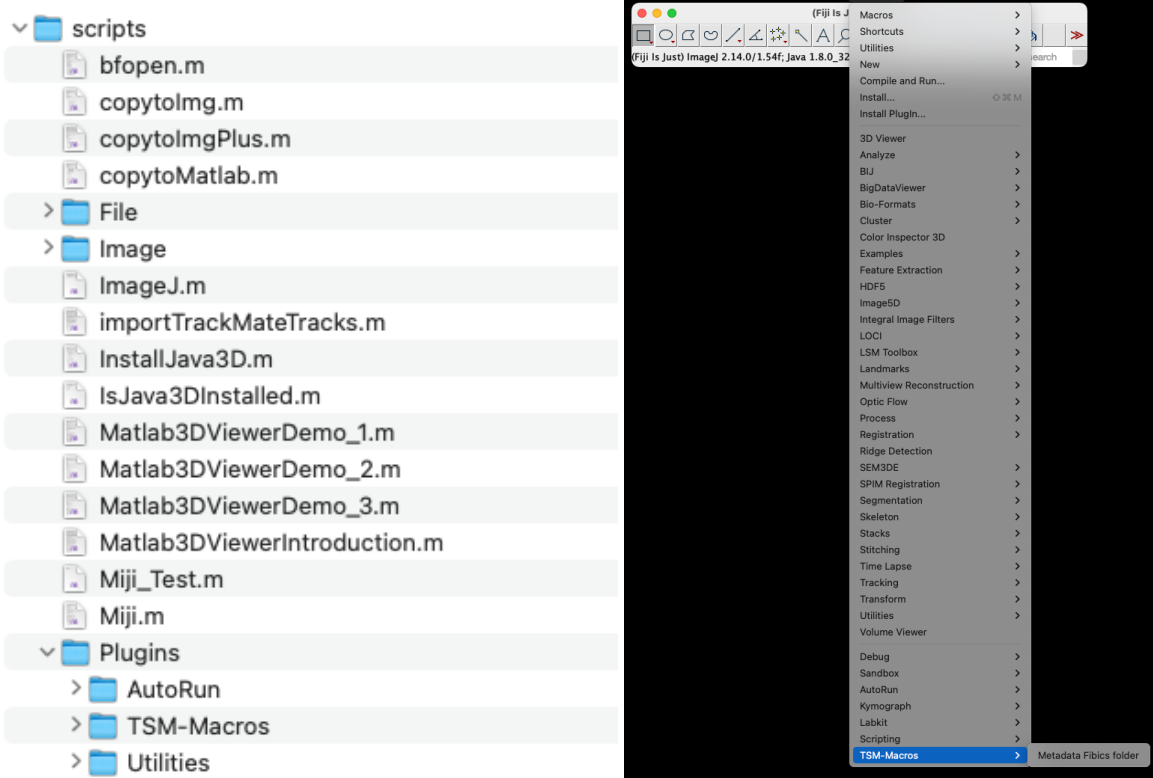 scripts
bfopen.m
copytoImg.m
copytoImgPlus.m
copytoMatlab.m
File
Image
ImageJ.m
importTrackMateTracks.m
InstallJava3D.m
IsJava3DInstalled.m
Matlab3DViewerDemo_1.m
Matlab3DViewerDemo_2.m
Matlab3DViewerDemo_3.m
Matlab3DViewerIntroduction.m
Miji_Test.m
Miji.m
Plugins
AutoRun
TSM-Macros
Utilities
(Fiji Is J
(Fiji Is Just) ImageJ 2.14.0/1.54f; Java 1.8.0_32
earch
Macros
Shortcuts
Utilities
New
Compile and Run...
Install... ⇧⌘M
Install PlugIn...
3D Viewer
Analyze
BIJ
BigDataViewer
Bio-Formats
Cluster
Color Inspector 3D
Examples
Feature Extraction
HDF5
Image5D
Integral Image Filters
LOCI
LSM Toolbox
Landmarks
Multiview Reconstruction
Optic Flow
Process
Registration
Ridge Detection
SEM3DE
SPIM Registration
Segmentation
Skeleton
Stacks
Stitching
Time Lapse
Tracking
Transform
Utilities
Volume Viewer
Debug
Sandbox
AutoRun
Kymograph
Labkit
Scripting
TSM-Macros
Metadata Fibics folder